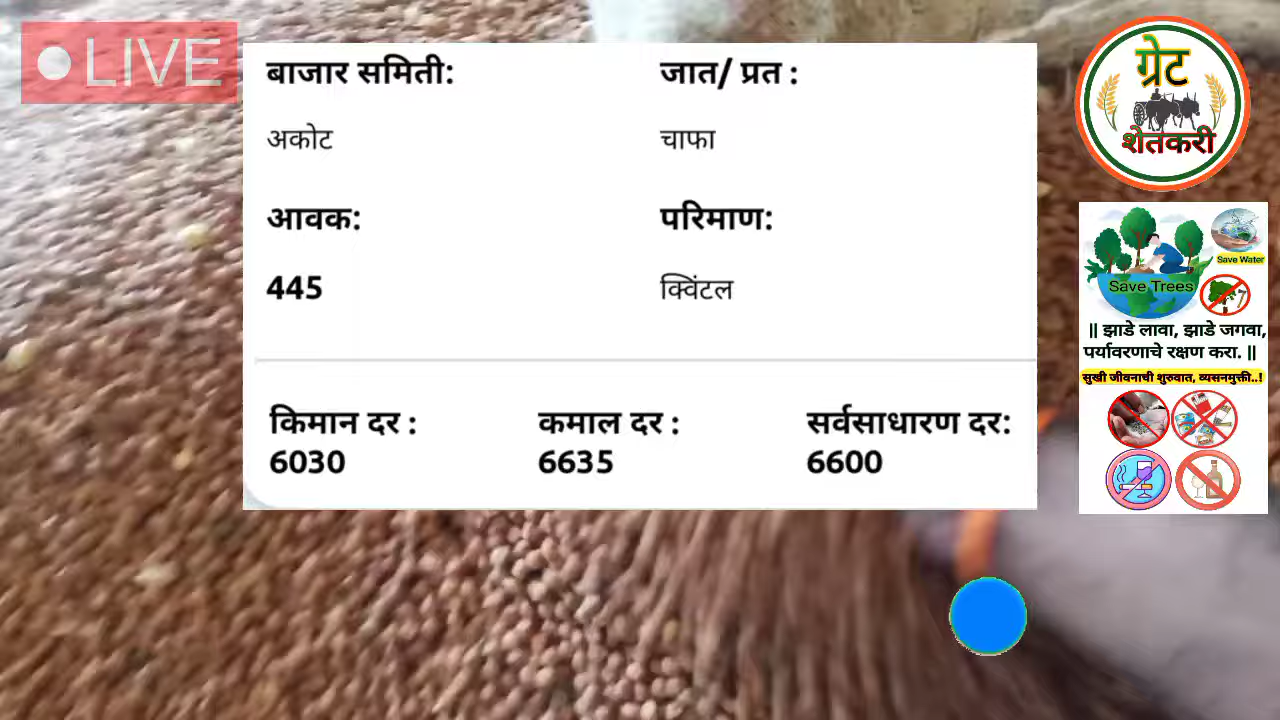 LIVE
बाजार समिती:
जात/ प्रत :
अकोट
चाफा
आवक:
परिमाण:
445
क्विंटल
किमान दर :
कमाल दर :
सर्वसाधारण दर:
6030
6635
6600
ग्रेट
शेतकरी
Save Water
Save Trees
|| झाडे लावा, झाडे जगवा,
पर्यावरणाचे रक्षण करा. ||
सुखी जीवनाची शुरुवात, व्यसनमुक्ती..!